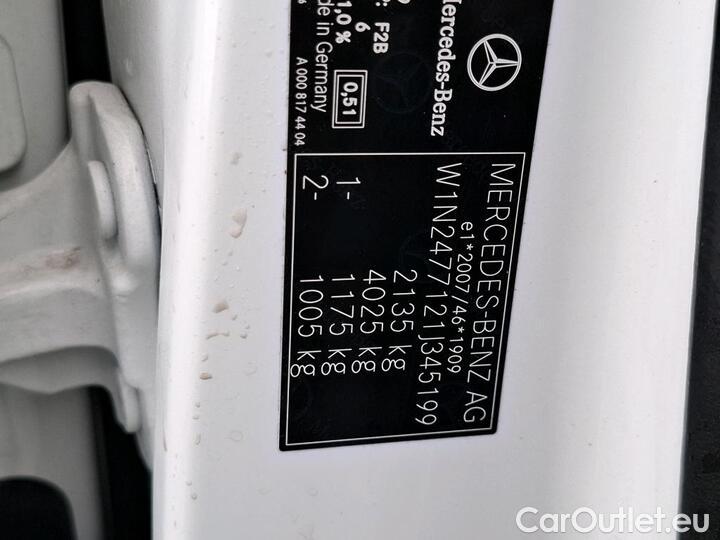 Mercedes-Benz
: F2B
6
1,0 %
0,51
de in Germany
A 000 817 44 04
MERCEDES-BENZ AG
e1*2007/46*1909
W1N2477121J345199
2135 kg
4025 kg
1- 1175 kg
2- 1005 kg
CarOutlet.eu